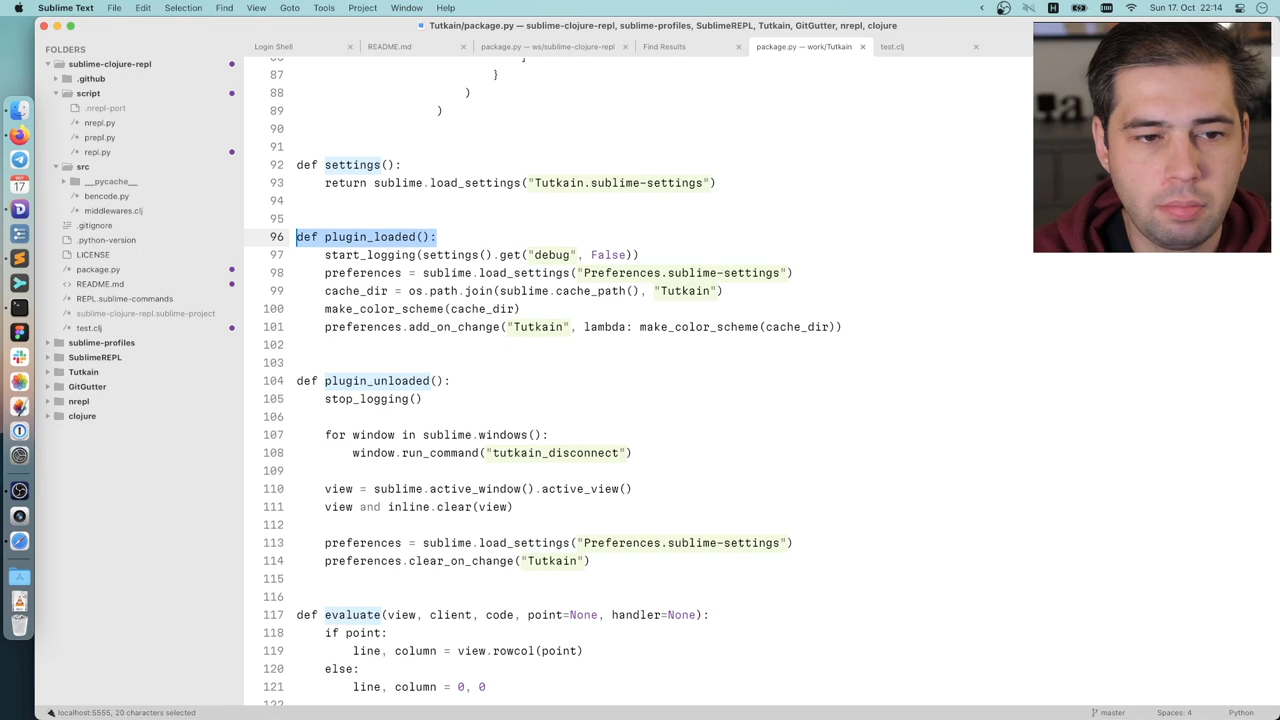 Sublime Text File Edit Selection Find View Goto Tools Project Window Help
Sun 17. Oct 22:14
Tutkain/package.py — sublime-clojure-repl, sublime-profiles, SublimeREPL, Tutkain, GitGutter, nrepl, clojure
FOLDERS
sublime-clojure-repl
.github
script
.nrepl-port
nrepl.py
prepl.py
repl.py
src
__pycache__
bencode.py
middlewares.clj
.gitignore
.python-version
LICENSE
package.py
README.md
REPL.sublime-commands
sublime-clojure-repl.sublime-project
test.clj
sublime-profiles
SublimeREPL
Tutkain
GitGutter
nrepl
clojure
OCT
17
Login Shell
README.md
package.py — ws/sublime-clojure-repl
Find Results
package.py — work/Tutkain
test.clj
87 }
88 )
89 )
90
91
92 def settings():
93 return sublime.load_settings("Tutkain.sublime-settings")
94
95
96 def plugin_loaded():
97 start_logging(settings().get("debug", False))
98 preferences = sublime.load_settings("Preferences.sublime-settings")
99 cache_dir = os.path.join(sublime.cache_path(), "Tutkain")
100 make_color_scheme(cache_dir)
101 preferences.add_on_change("Tutkain", lambda: make_color_scheme(cache_dir))
102
103
104 def plugin_unloaded():
105 stop_logging()
106
107 for window in sublime.windows():
108 window.run_command("tutkain_disconnect")
109
110 view = sublime.active_window().active_view()
111 view and inline.clear(view)
112
113 preferences = sublime.load_settings("Preferences.sublime-settings")
114 preferences.clear_on_change("Tutkain")
115
116
117 def evaluate(view, client, code, point=None, handler=None):
118 if point:
119 line, column = view.rowcol(point)
120 else:
121 line, column = 0, 0
localhost:5555, 20 characters selected
master
Spaces: 4
Python